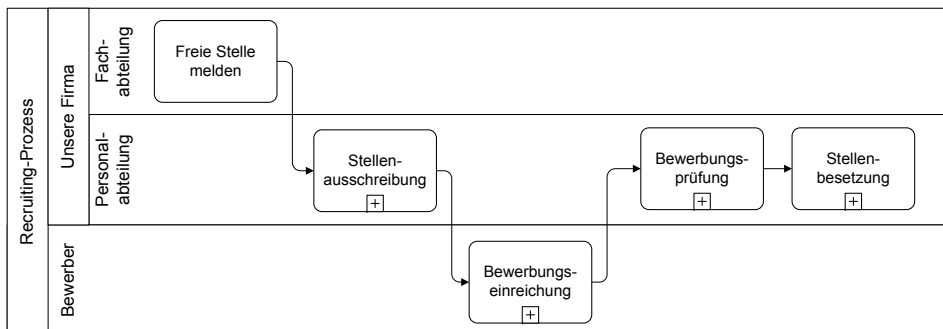 Recruiting-Prozess
Unsere Firma
Fach-
abteilung
Freie Stelle
melden
Personal-
abteilung
Stellen-
ausschreibung
Bewerbungs-
prüfung
Stellen-
besetzung
Bewerber
Bewerbungs-
einreichung